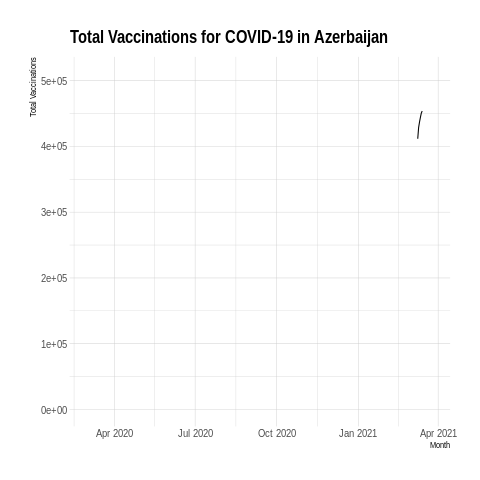 Total Vaccinations for COVID-19 in Azerbaijan
Total Vaccinations
5e+05
4e+05
3e+05
2e+05
1e+05
0e+00
Apr 2020 Jul 2020 Oct 2020 Jan 2021 Apr 2021
Month